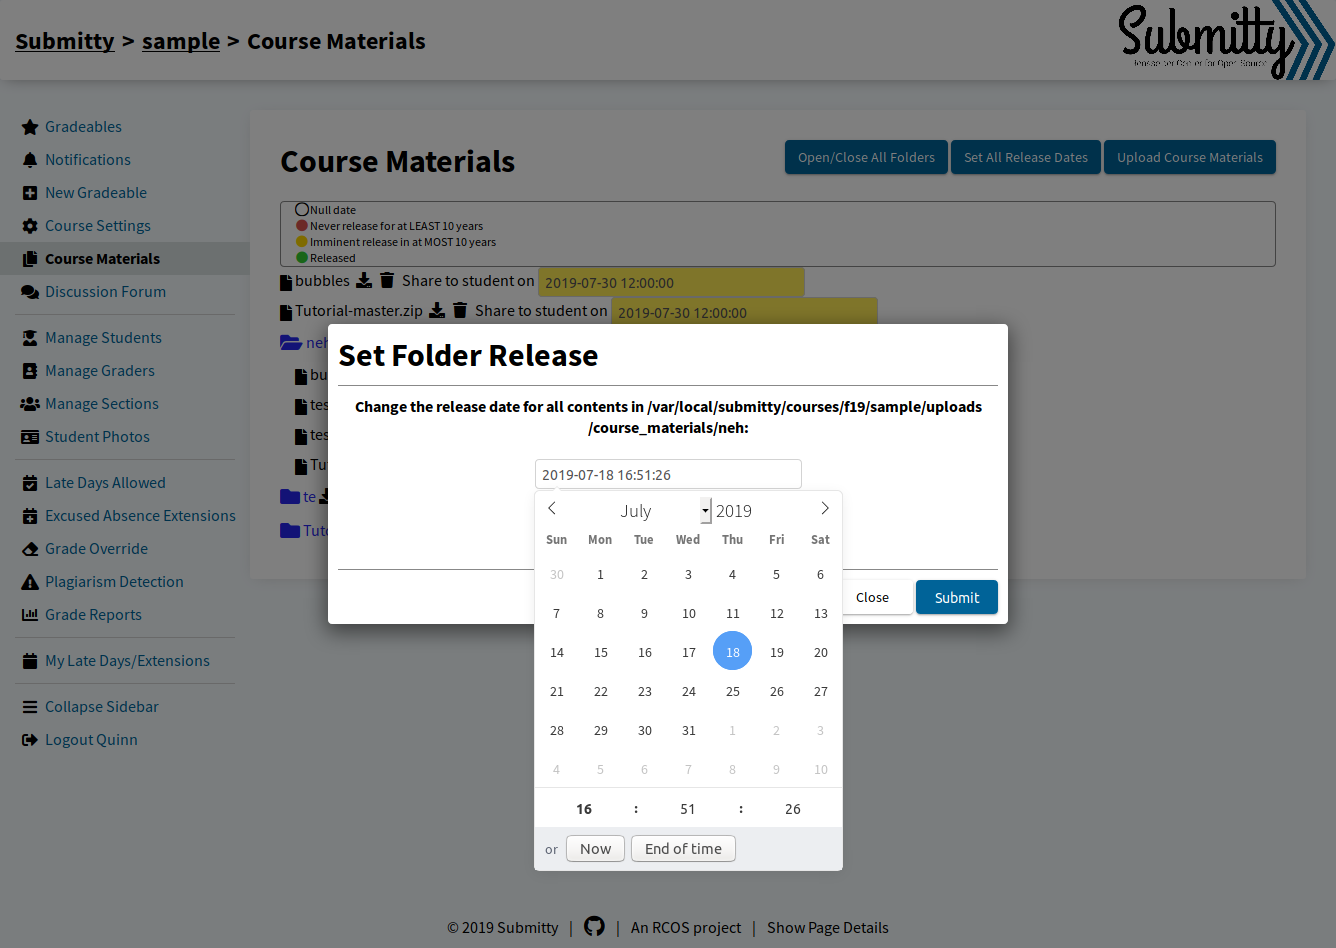 Submitty > sample > Course Materials
Submitty
Rensselaer Center for Open Source
Gradeables
Notifications
New Gradeable
Course Settings
Course Materials
Discussion Forum
Manage Students
Manage Graders
Manage Sections
Student Photos
Late Days Allowed
Excused Absence Extensions
Grade Override
Plagiarism Detection
Grade Reports
My Late Days/Extensions
Collapse Sidebar
Logout Quinn
Course Materials
Open/Close All Folders
Set All Release Dates
Upload Course Materials
Null date
Never release for at LEAST 10 years
Imminent release in at MOST 10 years
Released
bubbles Share to student on 2019-07-30 12:00:00
Tutorial-master.zip Share to student on 2019-07-30 12:00:00
neh
bu
tes
tes
Tu
te
Tuto
Set Folder Release
Change the release date for all contents in /var/local/submitty/courses/f19/sample/uploads
/course_materials/neh:
2019-07-18 16:51:26
July 2019
Sun Mon Tue Wed Thu Fri Sat
30 1 2 3 4 5 6
7 8 9 10 11 12 13
14 15 16 17 18 19 20
21 22 23 24 25 26 27
28 29 30 31 1 2 3
4 5 6 7 8 9 10
16 : 51 : 26
or Now End of time
Close Submit
© 2019 Submitty | | An RCOS project | Show Page Details